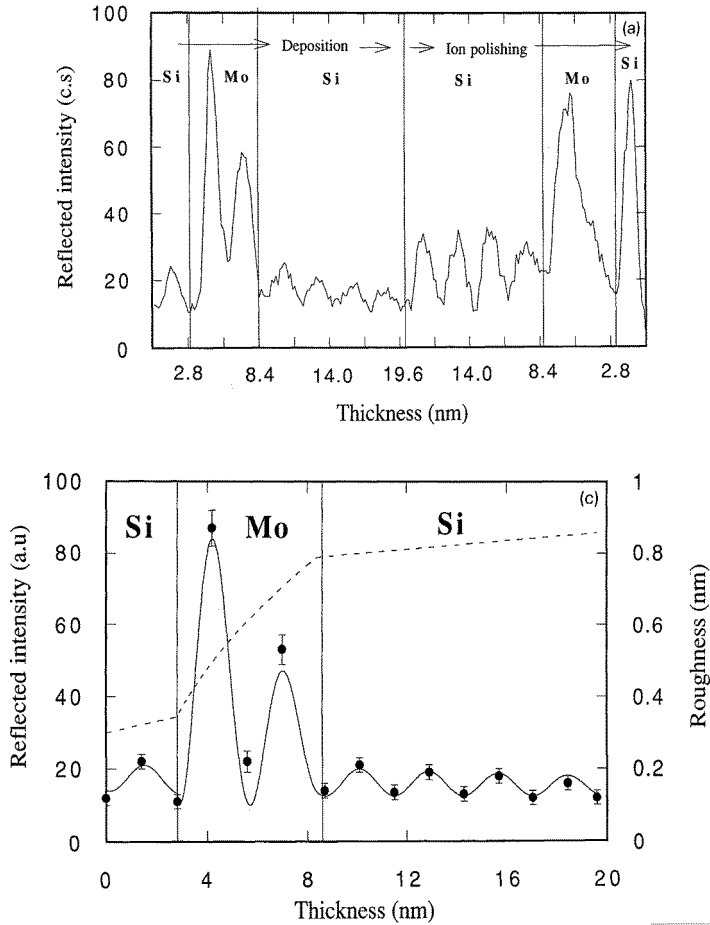 (a)
Deposition Ion polishing
Si Mo Si Si Mo Si
100
80
60
40
20
0
Reflected intensity (c.s)
2.8 8.4 14.0 19.6 14.0 8.4 2.8
Thickness (nm)
(c)
Si Mo Si
100
80
60
40
20
0
Reflected intensity (a.u)
1
0.8
0.6
0.4
0.2
0
Roughness (nm)
0 4 8 12 16 20
Thickness (nm)